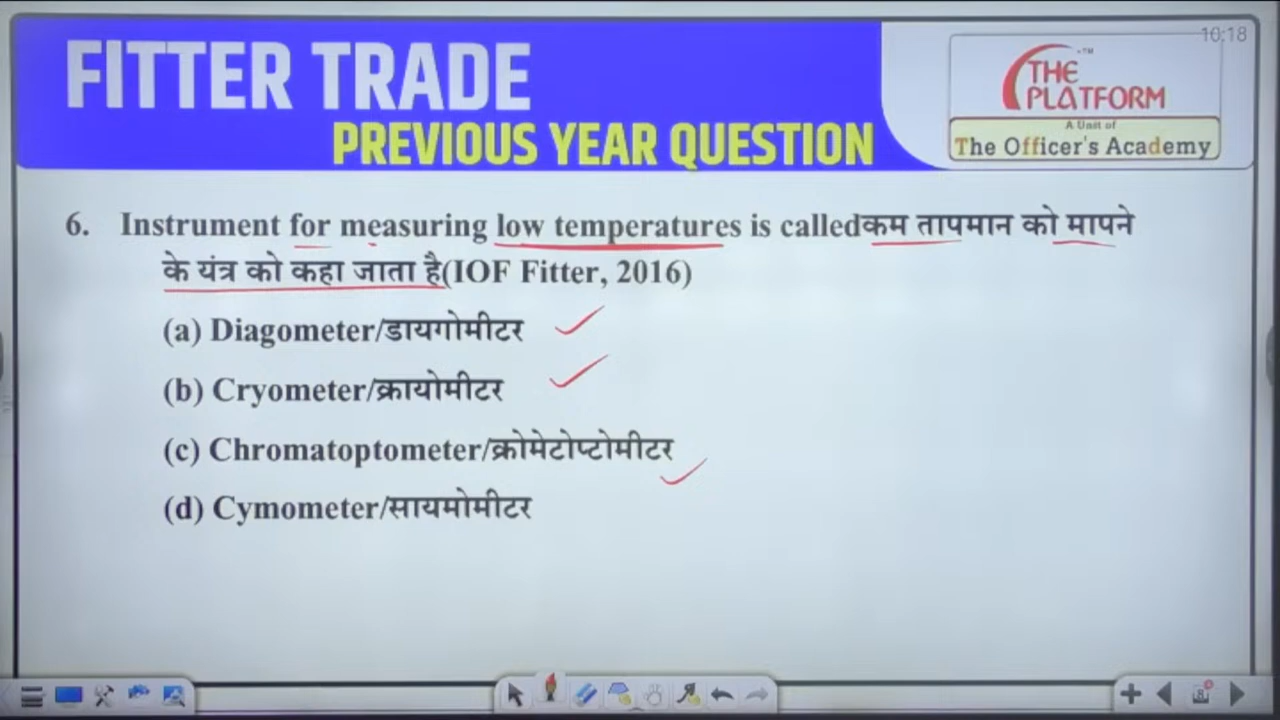 10:18
FITTER TRADE
PREVIOUS YEAR QUESTION
THE
PLATFORM
™
A Unit of
The Officer's Academy
6. Instrument for measuring low temperatures is calledकम तापमान को मापने
के यंत्र को कहा जाता है(IOF Fitter, 2016)
(a) Diagometer/डायगोमीटर
(b) Cryometer/क्रायोमीटर
(c) Chromatoptometer/क्रोमेटोप्टोमीटर
(d) Cymometer/सायमोमीटर